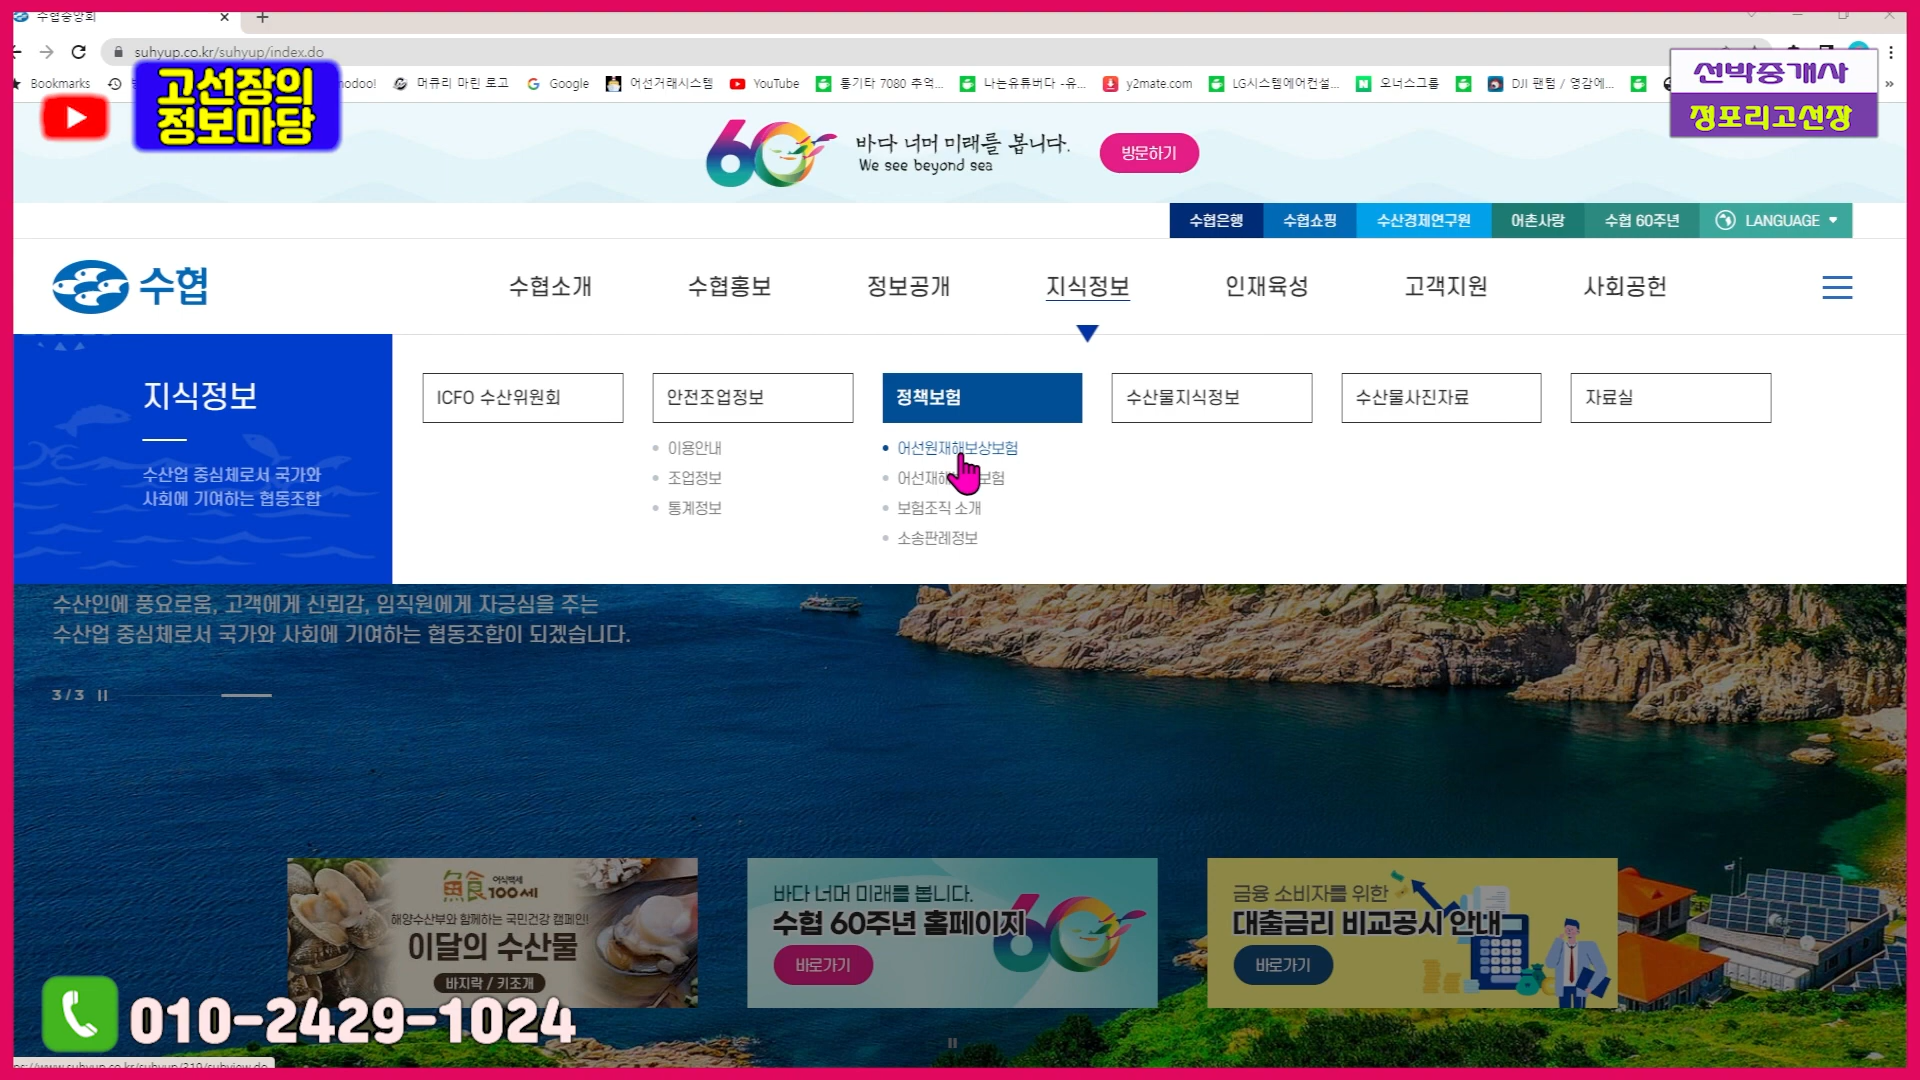 수협중앙회
suhyup.co.kr/suhyup/index.do
Bookmarks
modoo!
머큐리 마린 로고
Google
어선거래시스템
YouTube
통기타 7080 추억...
나는유튜버다 -유...
y2mate.com
LG시스템에어컨설...
오너스그룹
DJI 팬텀 / 영감에...
고선장의
정보마당
선박중개사
정포리고선장
60
바다 너머 미래를 봅니다.
We see beyond sea
방문하기
수협은행
수협쇼핑
수산경제연구원
어촌사랑
수협 60주년
LANGUAGE
수협
수협소개
수협홍보
정보공개
지식정보
인재육성
고객지원
사회공헌
지식정보
수산업 중심체로서 국가와
사회에 기여하는 협동조합
ICFO 수산위원회
안전조업정보
이용안내
조업정보
통계정보
정책보험
어선원재해보상보험
어선재해 보험
보험조직 소개
소송판례정보
수산물지식정보
수산물사진자료
자료실
수산인에 풍요로움, 고객에게 신뢰감, 임직원에게 자긍심을 주는
수산업 중심체로서 국가와 사회에 기여하는 협동조합이 되겠습니다.
3 / 3
魚食 어식백세
100세
해양수산부와 함께하는 국민건강 캠페인!
이달의 수산물
바지락 / 키조개
바다 너머 미래를 봅니다.
수협 60주년 홈페이지
60
바로가기
금융 소비자를 위한
대출금리 비교공시 안내
바로가기
010-2429-1024